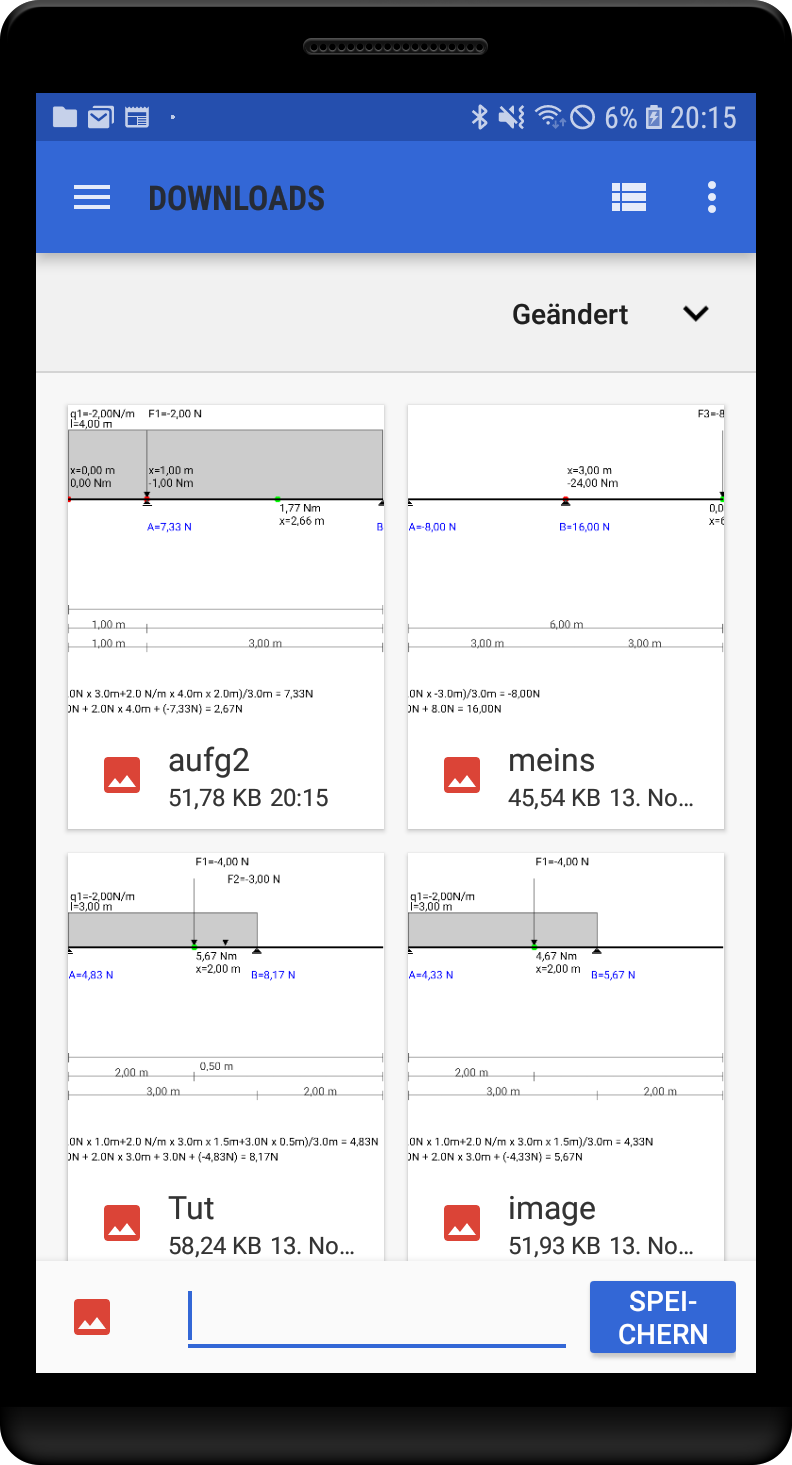 6% 20:15
DOWNLOADS
Geändert
q1=-2,00N/m F1=-2,00 N
l=4,00 m
x=0,00 m x=1,00 m
0,00 Nm -1,00 Nm
1,77 Nm
x=2,66 m
A=7,33 N B
1,00 m
1,00 m 3,00 m
.0N x 3.0m+2.0 N/m x 4.0m x 2.0m)/3.0m = 7,33N
N + 2.0N x 4.0m + (-7,33N) = 2,67N
aufg2
51,78 KB 20:15
F3=-8
x=3,00 m
-24,00 Nm
0,0
A=-8,00 N B=16,00 N
6,00 m
3,00 m 3,00 m
.0N x -3.0m)/3.0m = -8,00N
N + 8.0N = 16,00N
meins
45,54 KB 13. No…
F1=-4,00 N
F2=-3,00 N
q1=-2,00N/m
l=3,00 m
5,67 Nm
x=2,00 m
A=4,83 N B=8,17 N
2,00 m 0,50 m
3,00 m 2,00 m
.0N x 1.0m+2.0 N/m x 3.0m x 1.5m+3.0N x 0.5m)/3.0m = 4,83N
N + 2.0N x 3.0m + 3.0N + (-4,83N) = 8,17N
Tut
58,24 KB 13. No…
F1=-4,00 N
q1=-2,00N/m
l=3,00 m
4,67 Nm
x=2,00 m
A=4,33 N B=5,67 N
2,00 m
3,00 m 2,00 m
.0N x 1.0m+2.0 N/m x 3.0m x 1.5m)/3.0m = 4,33N
N + 2.0N x 3.0m + (-4,33N) = 5,67N
image
51,93 KB 13. No…
SPEI-
CHERN